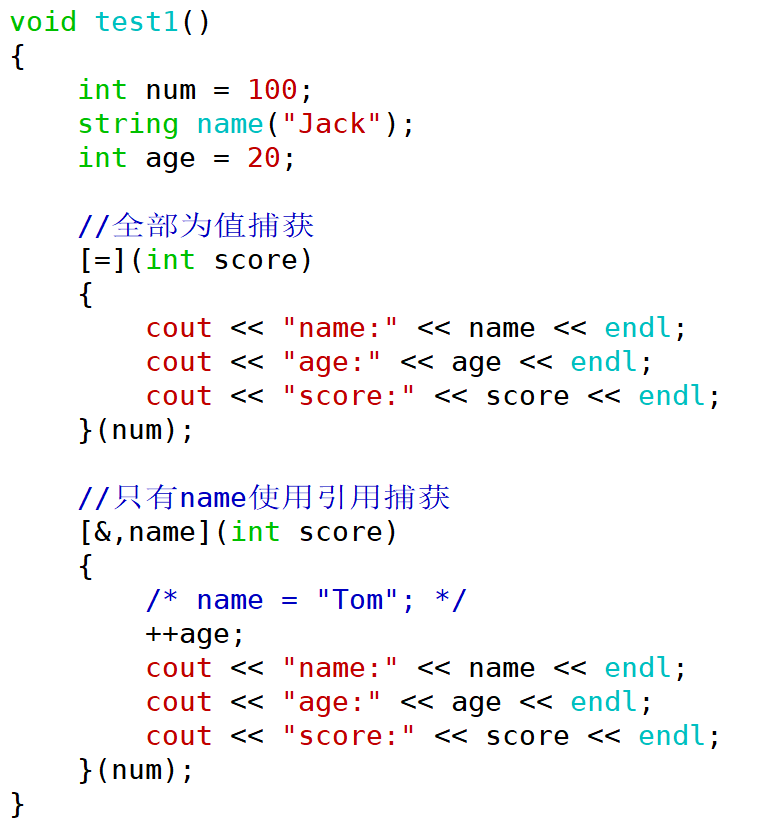 void test1()
{
    int num = 100;
    string name("Jack");
    int age = 20;

    //全部为值捕获
    [=](int score)
    {
        cout << "name:" << name << endl;
        cout << "age:" << age << endl;
        cout << "score:" << score << endl;
    }(num);

    //只有name使用引用捕获
    [&,name](int score)
    {
        /* name = "Tom"; */
        ++age;
        cout << "name:" << name << endl;
        cout << "age:" << age << endl;
        cout << "score:" << score << endl;
    }(num);
}